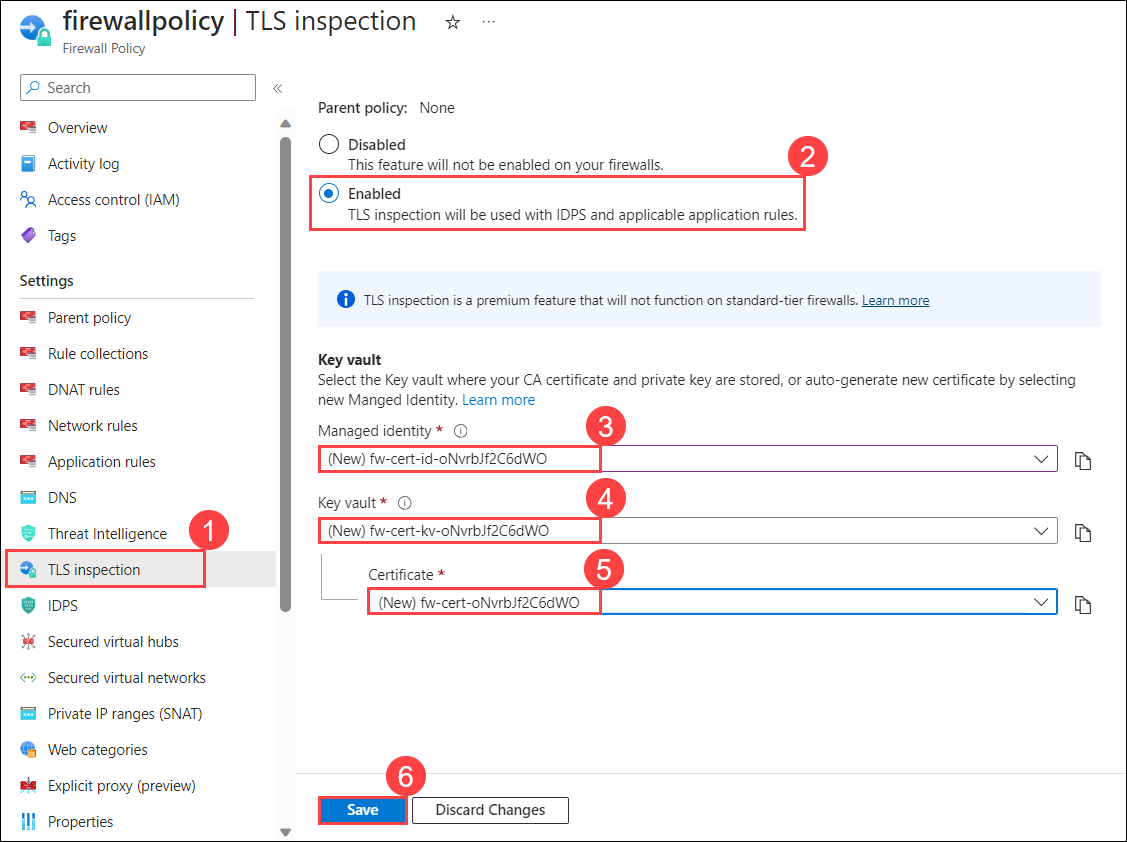 firewallpolicy | TLS inspection
Firewall Policy
Search
Overview
Activity log
Access control (IAM)
Tags
Settings
Parent policy
Rule collections
DNAT rules
Network rules
Application rules
DNS
Threat Intelligence
1
TLS inspection
IDPS
Secured virtual hubs
Secured virtual networks
Private IP ranges (SNAT)
Web categories
Explicit proxy (preview)
Properties
Parent policy: None
Disabled
This feature will not be enabled on your firewalls.
2
Enabled
TLS inspection will be used with IDPS and applicable application rules.
TLS inspection is a premium feature that will not function on standard-tier firewalls. Learn more
Key vault
Select the Key vault where your CA certificate and private key are stored, or auto-generate new certificate by selecting
new Manged Identity. Learn more
Managed identity *
3
(New) fw-cert-id-oNvrbJf2C6dWO
Key vault *
4
(New) fw-cert-kv-oNvrbJf2C6dWO
Certificate *
5
(New) fw-cert-oNvrbJf2C6dWO
6
Save
Discard Changes